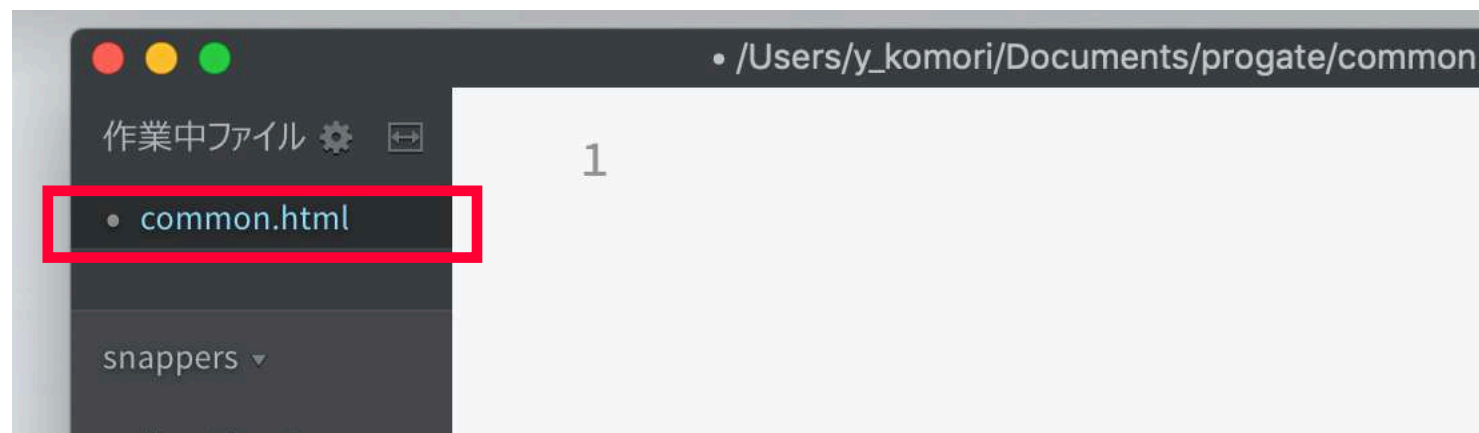 • /Users/y_komori/Documents/progate/common
作業中ファイル
1
• common.html
snappers